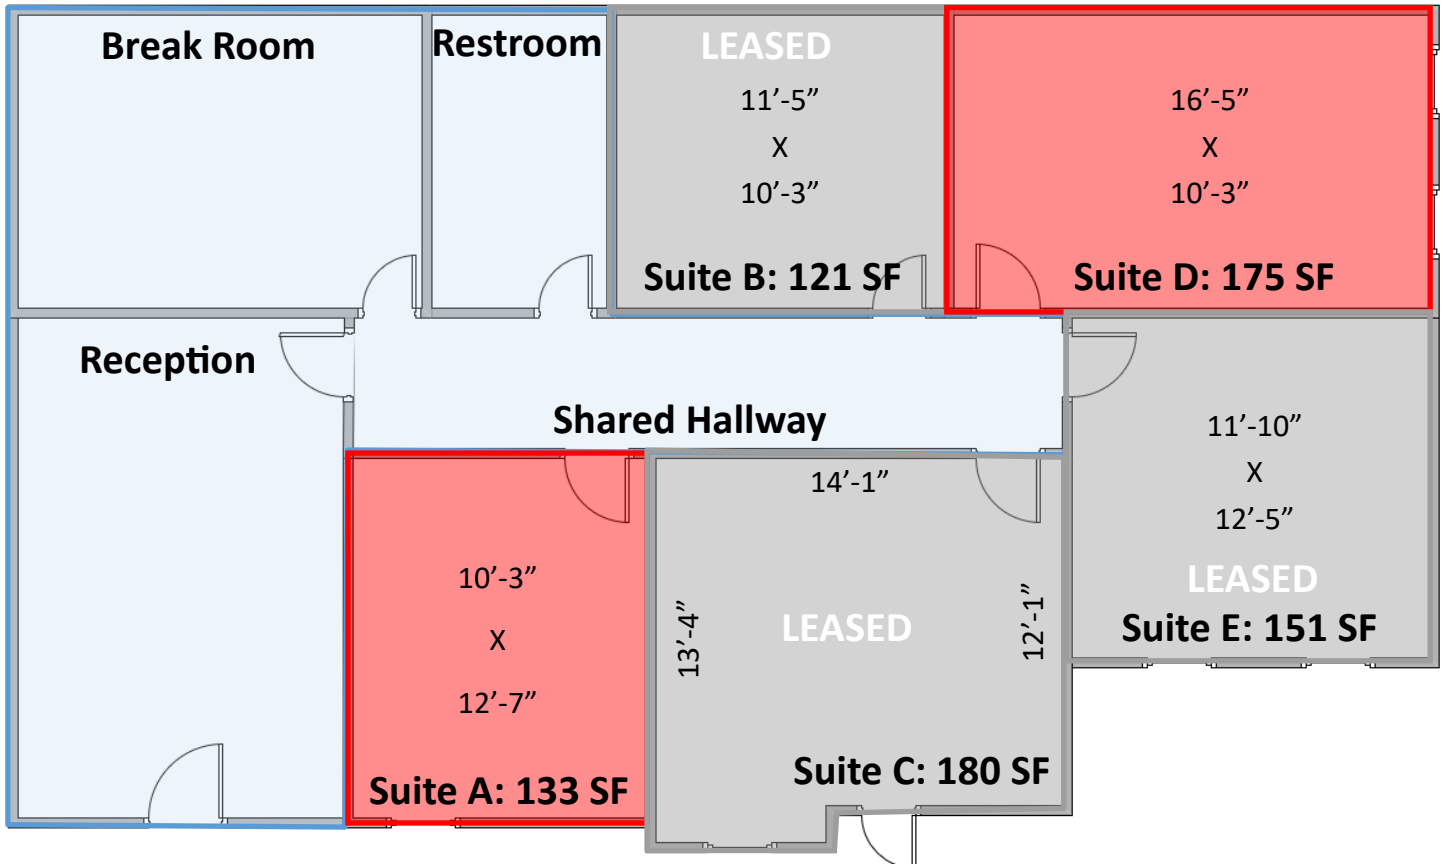 Break Room
Restroom
LEASED
11’-5”
X
10’-3”
Suite B: 121 SF
16’-5”
X
10’-3”
Suite D: 175 SF
Reception
Shared Hallway
10’-3”
X
12’-7”
Suite A: 133 SF
14’-1”
13’-4”
LEASED
12’-1”
Suite C: 180 SF
11’-10”
X
12’-5”
LEASED
Suite E: 151 SF